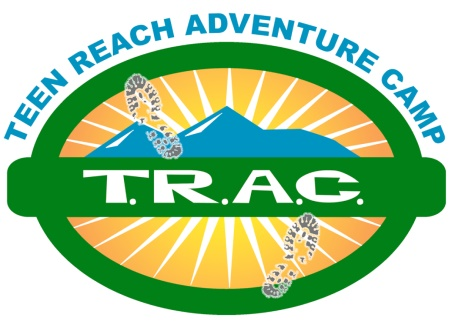 TEEN REACH ADVENTURE CAMP
T.R.A.C.